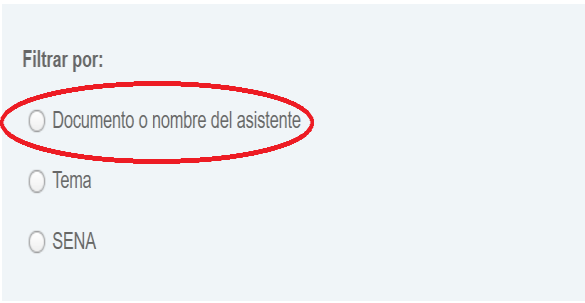 Filtrar por:
Documento o nombre del asistente
Tema
SENA